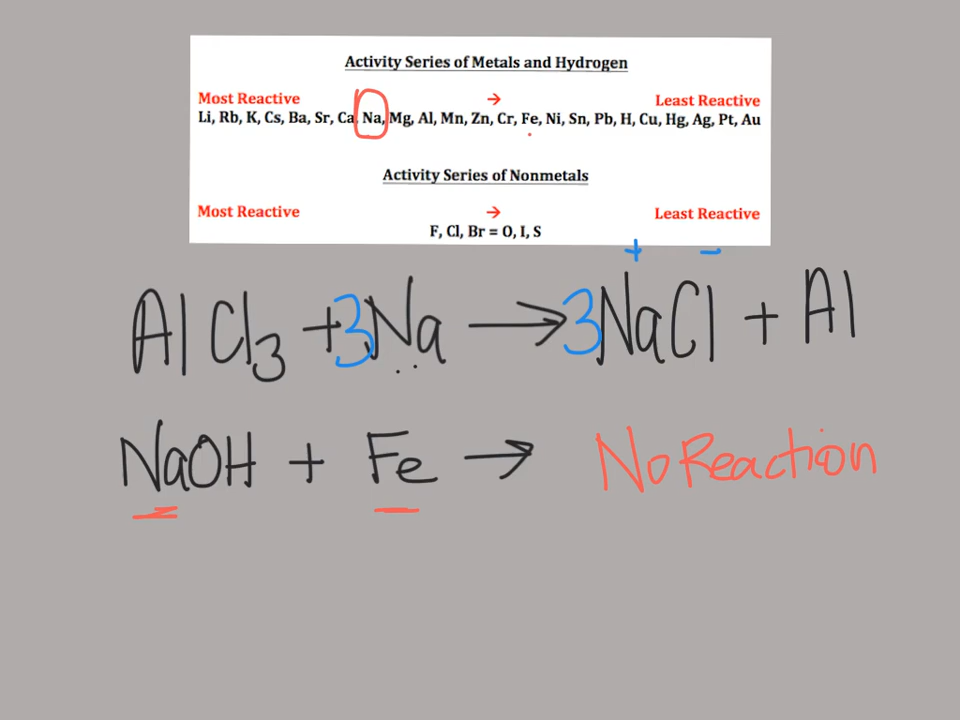 Activity Series of Metals and Hydrogen
Most Reactive → Least Reactive
Li, Rb, K, Cs, Ba, Sr, Ca, Na, Mg, Al, Mn, Zn, Cr, Fe, Ni, Sn, Pb, H, Cu, Hg, Ag, Pt, Au
Activity Series of Nonmetals
Most Reactive → Least Reactive
F, Cl, Br = O, I, S
+ −
AlCl3 + 3Na → 3NaCl + Al
NaOH + Fe → No Reaction